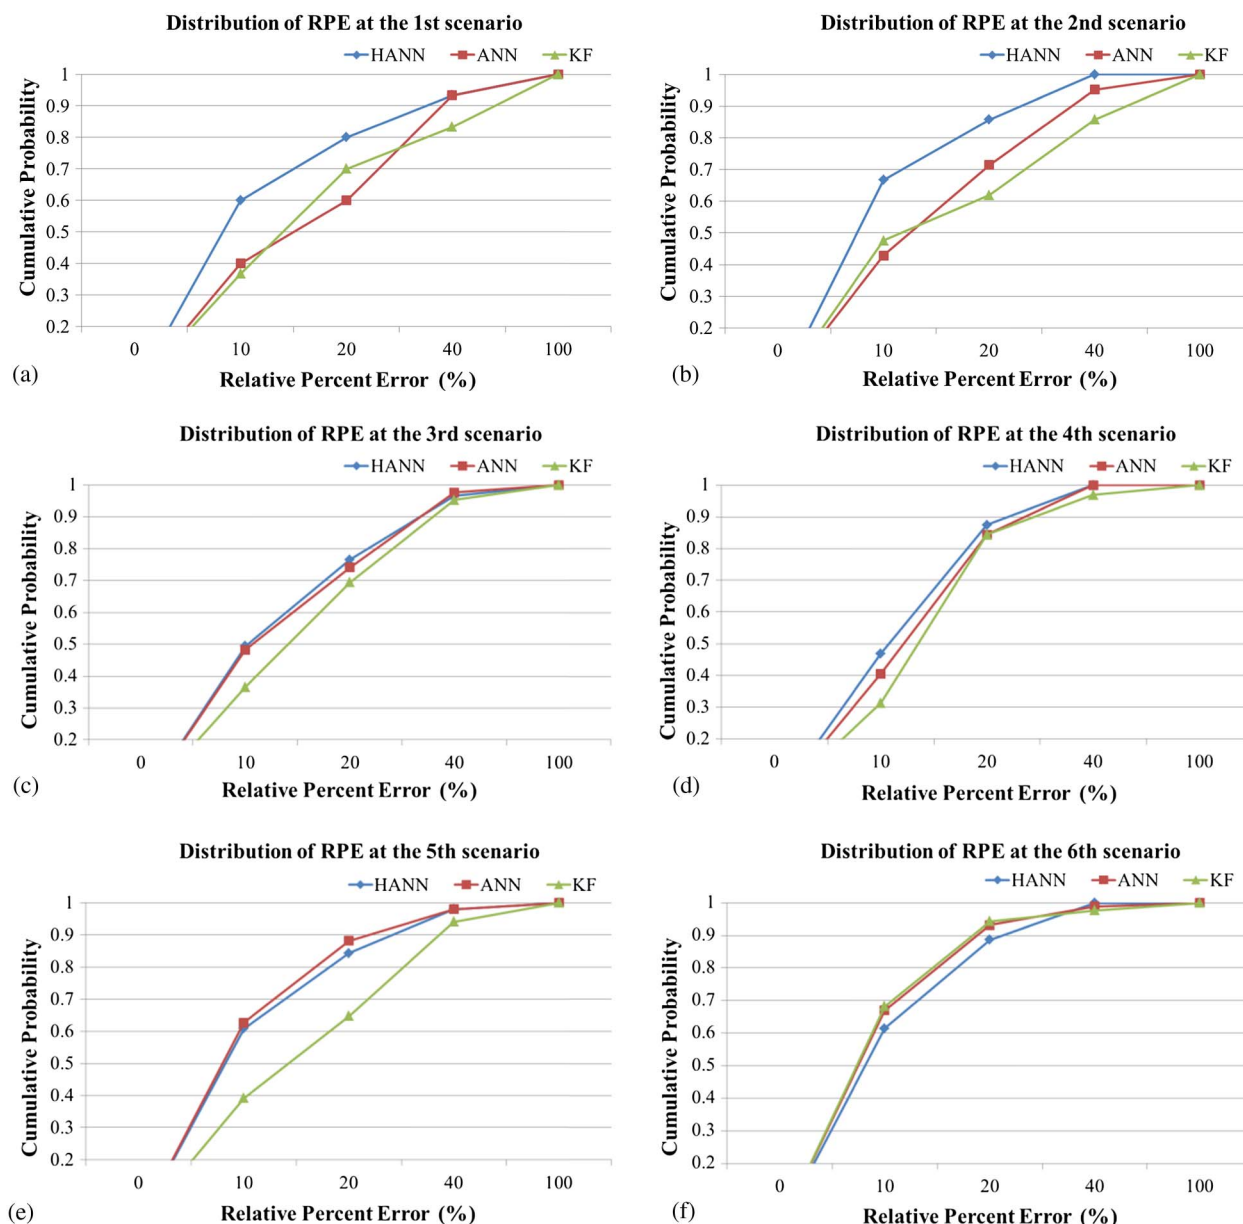 Distribution of RPE at the 1st scenario
HANN ANN KF
1
0.9
0.8
0.7
0.6
0.5
0.4
0.3
0.2
Cumulative Probability
0 10 20 40 100
Relative Percent Error (%)
(a)
Distribution of RPE at the 2nd scenario
HANN ANN KF
1
0.9
0.8
0.7
0.6
0.5
0.4
0.3
0.2
Cumulative Probability
0 10 20 40 100
Relative Percent Error (%)
(b)
Distribution of RPE at the 3rd scenario
HANN ANN KF
1
0.9
0.8
0.7
0.6
0.5
0.4
0.3
0.2
Cumulative Probability
0 10 20 40 100
Relative Percent Error (%)
(c)
Distribution of RPE at the 4th scenario
HANN ANN KF
1
0.9
0.8
0.7
0.6
0.5
0.4
0.3
0.2
Cumulative Probability
0 10 20 40 100
Relative Percent Error (%)
(d)
Distribution of RPE at the 5th scenario
HANN ANN KF
1
0.9
0.8
0.7
0.6
0.5
0.4
0.3
0.2
Cumulative Probability
0 10 20 40 100
Relative Percent Error (%)
(e)
Distribution of RPE at the 6th scenario
HANN ANN KF
1
0.9
0.8
0.7
0.6
0.5
0.4
0.3
0.2
Cumulative Probability
0 10 20 40 100
Relative Percent Error (%)
(f)